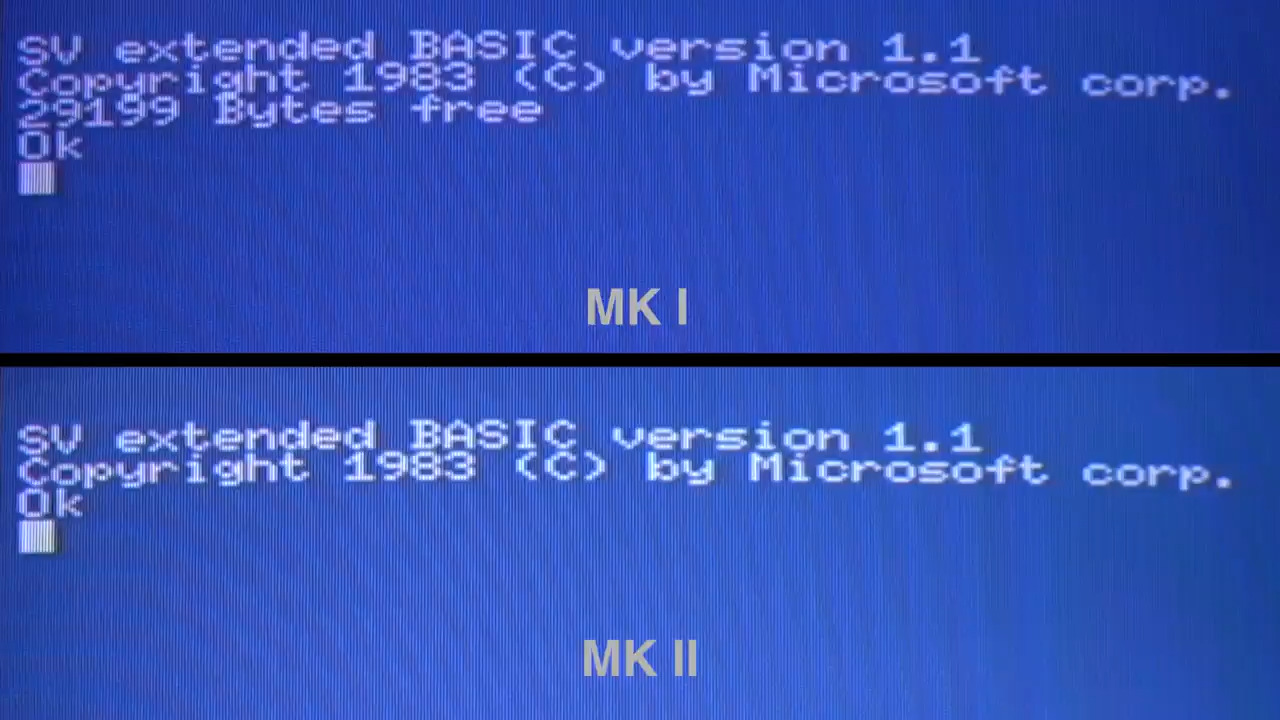 SV extended BASIC version 1.1
Copyright 1983 (C) by Microsoft corp.
29199 Bytes free
Ok
MK I
SV extended BASIC version 1.1
Copyright 1983 (C) by Microsoft corp.
Ok
MK II